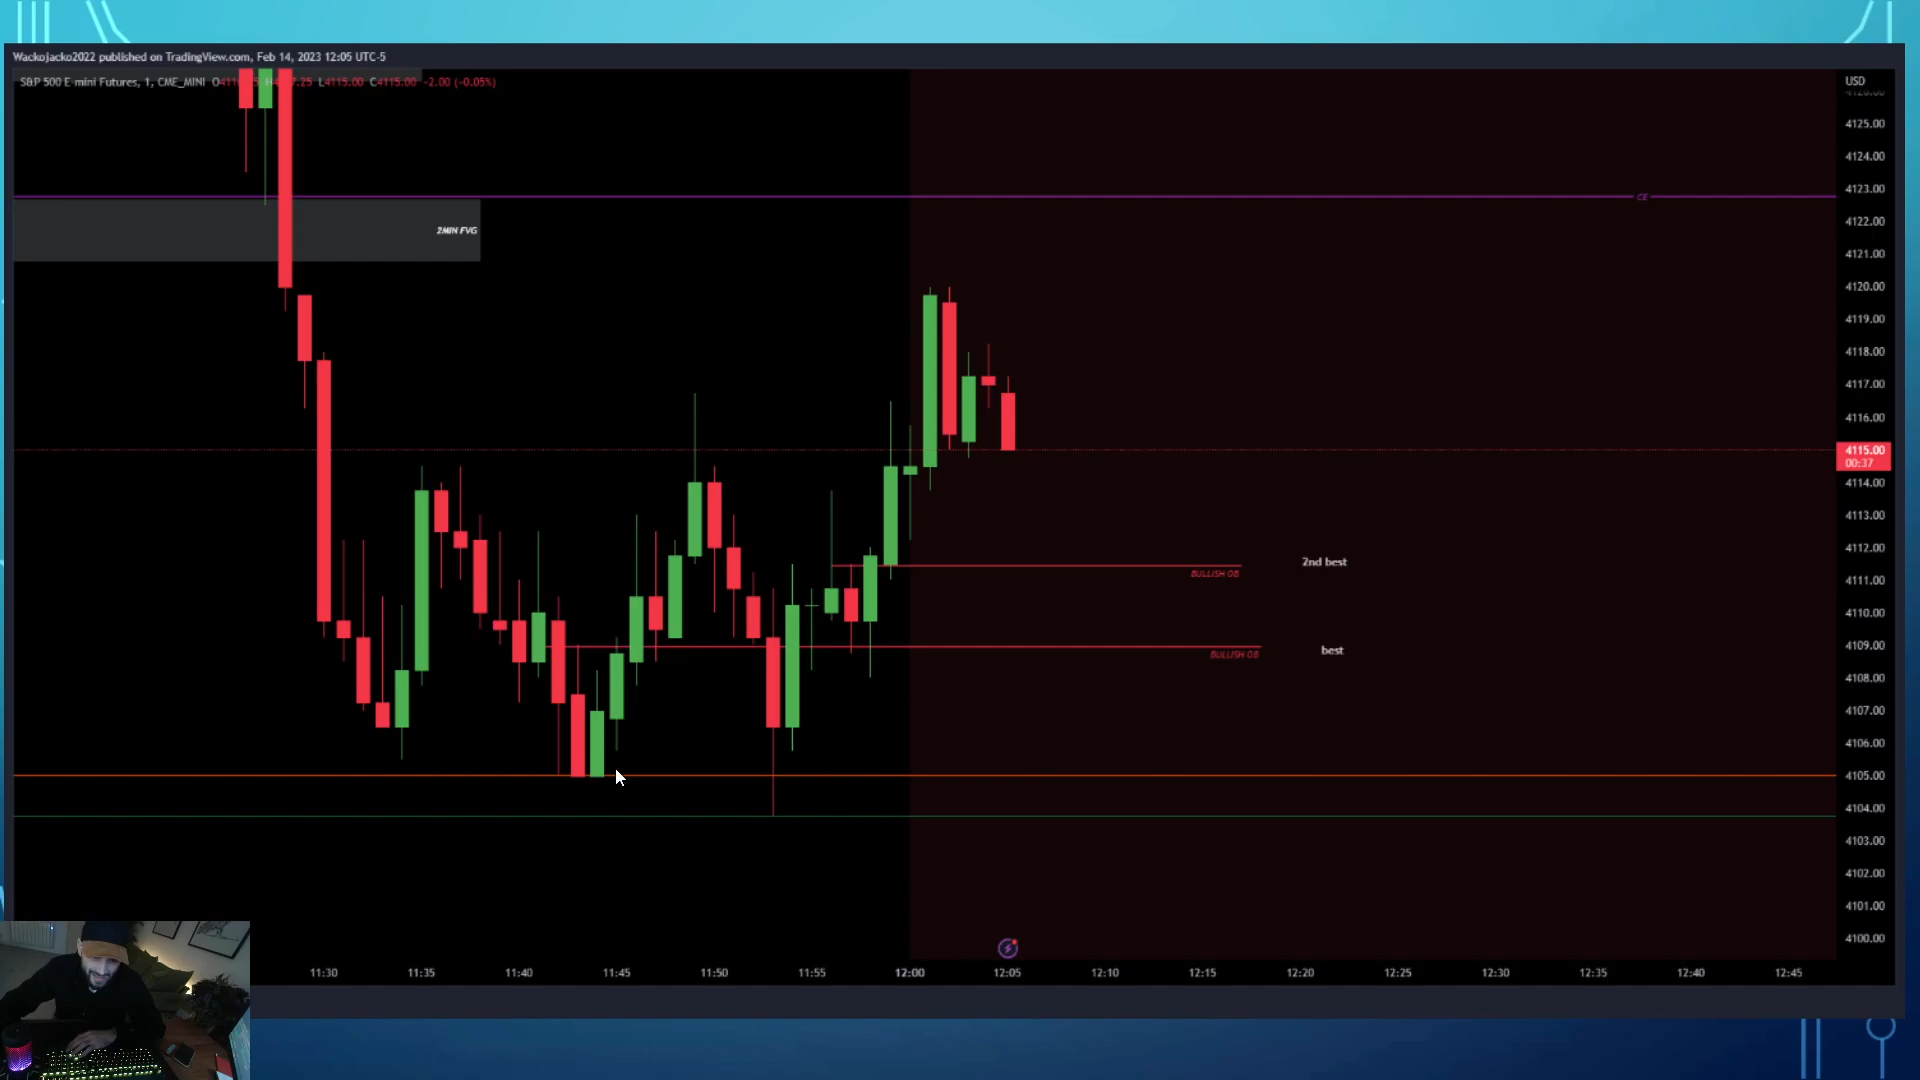 WackoJacko2022 published on TradingView.com, Feb 14, 2023 12:05 UTC-5
S&P 500 E-mini Futures, 1, CME_MINI L4115.00 C4115.00 -2.00 (-0.05%)
USD
4125.00
4124.00
4123.00
CE
4122.00
2MIN FVG
4121.00
4120.00
4119.00
4118.00
4117.00
4116.00
4115.00
00:37
4114.00
4113.00
4112.00
2nd best
BULLISH OB
4111.00
4110.00
4109.00
best
BULLISH OB
4108.00
4107.00
4106.00
4105.00
4104.00
4103.00
4102.00
4101.00
4100.00
11:30 11:35 11:40 11:45 11:50 11:55 12:00 12:05 12:10 12:15 12:20 12:25 12:30 12:35 12:40 12:45